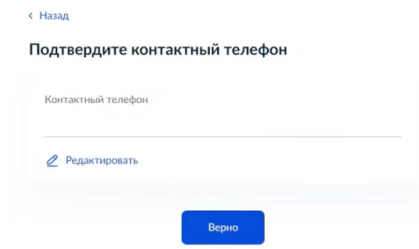 Назад
Подтвердите контактный телефон
Контактный телефон
Редактировать
Верно